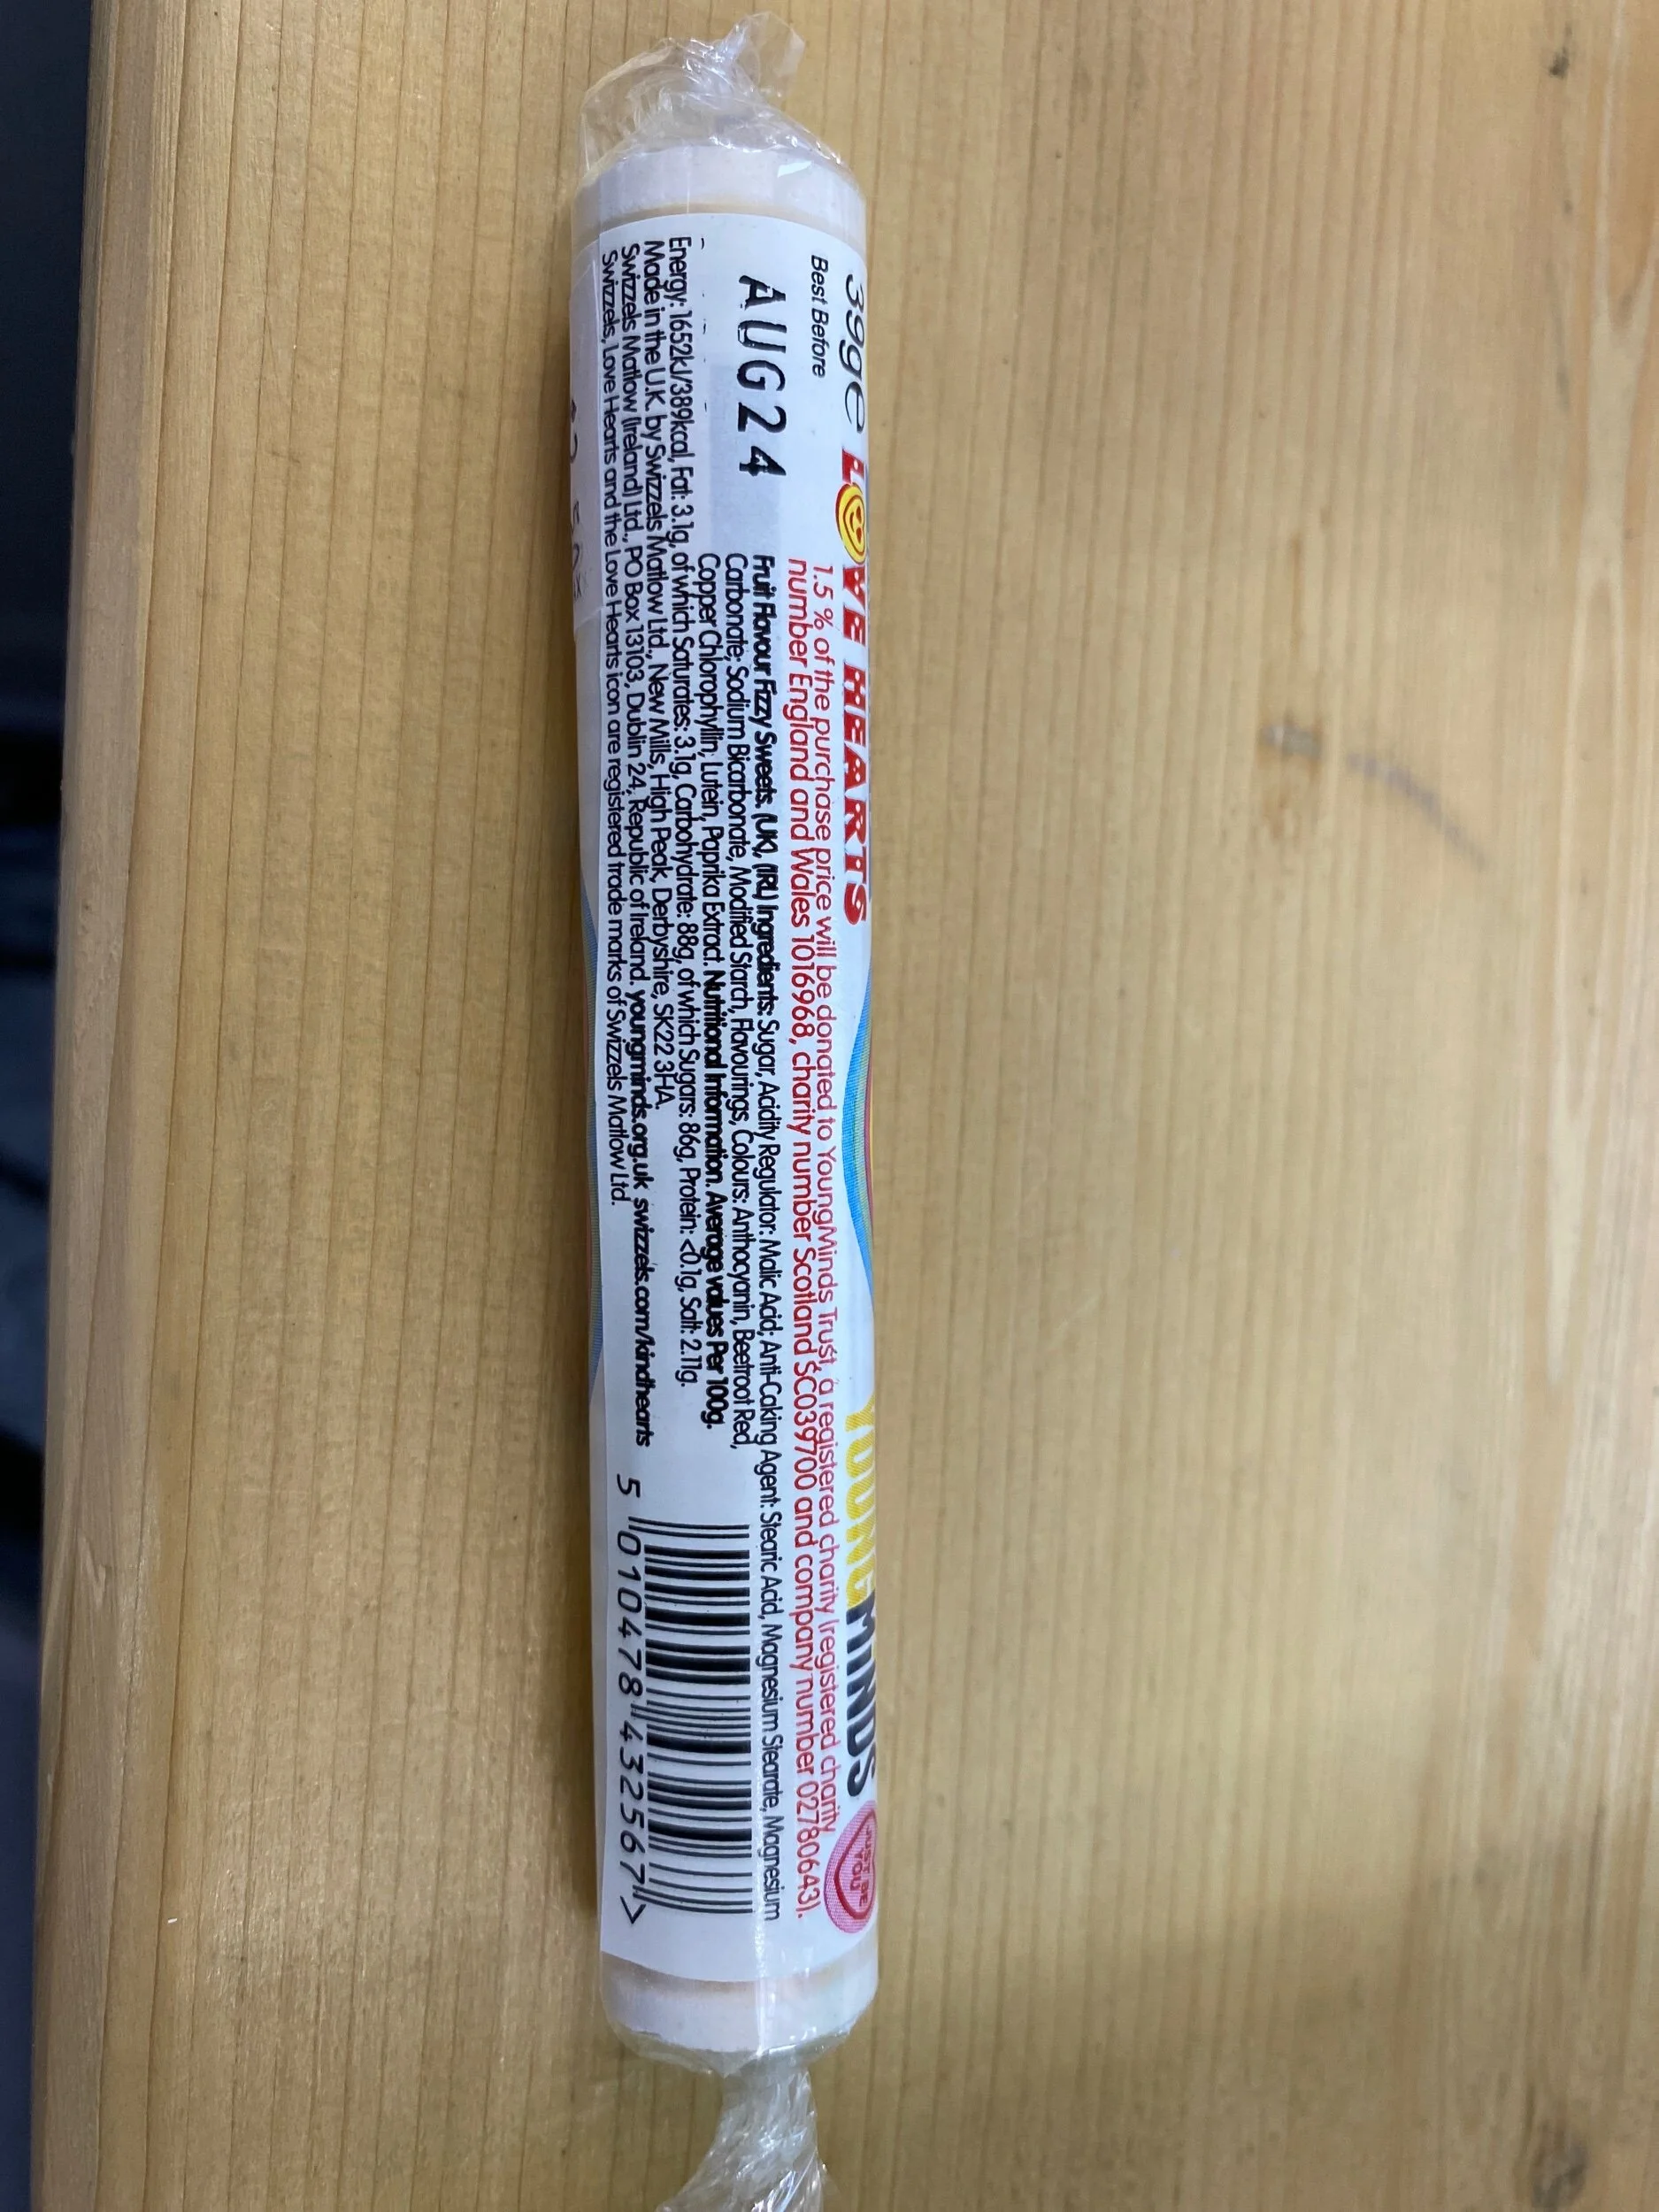 39g e LOVE HEARTS YOUNGMINDS JUST BE YOU
Best Before
AUG24
1.5 % of the purchase price will be donated to YoungMinds Trust, a registered charity (registered charity
number England and Wales 1016968, charity number Scotland SC039700 and company number 02780643).
Fruit Flavour Fizzy Sweets. (UK), (IRL) Ingredients: Sugar, Acidity Regulator: Malic Acid; Anti-Caking Agent: Stearic Acid, Magnesium Stearate, Magnesium
Carbonate; Sodium Bicarbonate, Modified Starch, Flavourings, Colours: Anthocyanin, Beetroot Red,
Copper Chlorophyllin; Lutein, Paprika Extract. Nutritional Information. Average values Per 100g.
Energy: 1652kJ/389kcal, Fat: 3.1g, of which Saturates: 3.1g, Carbohydrate: 88g, of which Sugars: 86g, Protein: <0.1g, Salt: 2.11g.
Made in the U.K. by Swizzels Matlow Ltd., New Mills, High Peak, Derbyshire, SK22 3HA.
Swizzels Matlow (Ireland) Ltd., PO Box 13103, Dublin 24, Republic of Ireland. youngminds.org.uk swizzels.com/kindhearts
Swizzels, Love Hearts and the Love Hearts icon are registered trade marks of Swizzels Matlow Ltd.
5 010478 432567 >